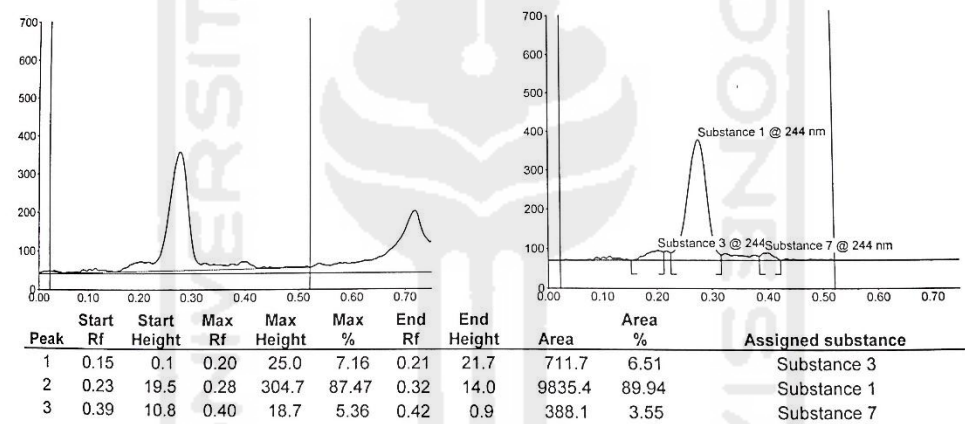 700
600
500
400
300
200
100
0
0.00 0.10 0.20 0.30 0.40 0.50 0.60 0.70
700
600
500
400
300
200
100
0
0.00 0.10 0.20 0.30 0.40 0.50 0.60 0.70
Substance 1 @ 244 nm
Substance 3 @ 244
Substance 7 @ 244 nm
Peak Start Rf Start Height Max Rf Max Height Max % End Rf End Height Area Area % Assigned substance
1 0.15 0.1 0.20 25.0 7.16 0.21 21.7 711.7 6.51 Substance 3
2 0.23 19.5 0.28 304.7 87.47 0.32 14.0 9835.4 89.94 Substance 1
3 0.39 10.8 0.40 18.7 5.36 0.42 0.9 388.1 3.55 Substance 7